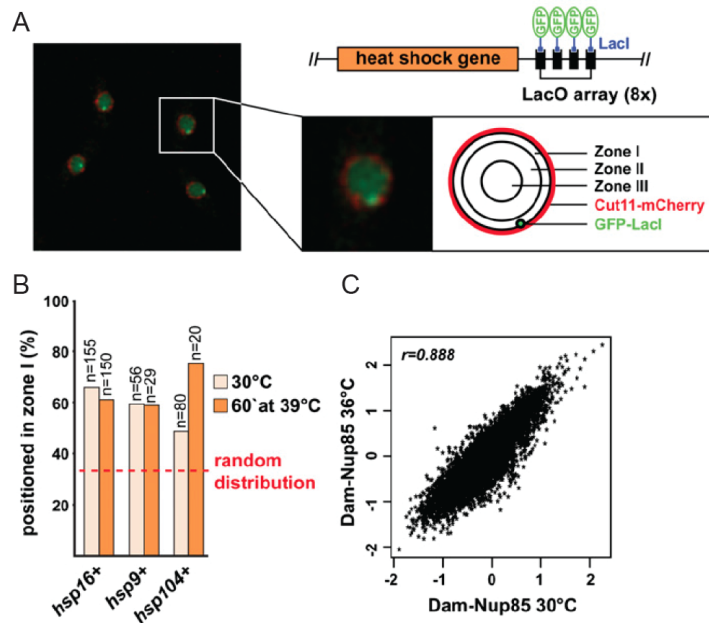 A
GFP GFP GFP GFP
LacI
// heat shock gene //
LacO array (8x)
Zone I
Zone II
Zone III
Cut11-mCherry
GFP-LacI
B
positioned in zone I (%)
100
80
60
40
20
n=155
n=150
n=56
n=29
n=80
n=20
30°C
60`at 39°C
random
distribution
hsp16+
hsp9+
hsp104+
C
r=0.888
Dam-Nup85 36°C
2
1
0
-1
-2
-2 -1 0 1 2
Dam-Nup85 30°C